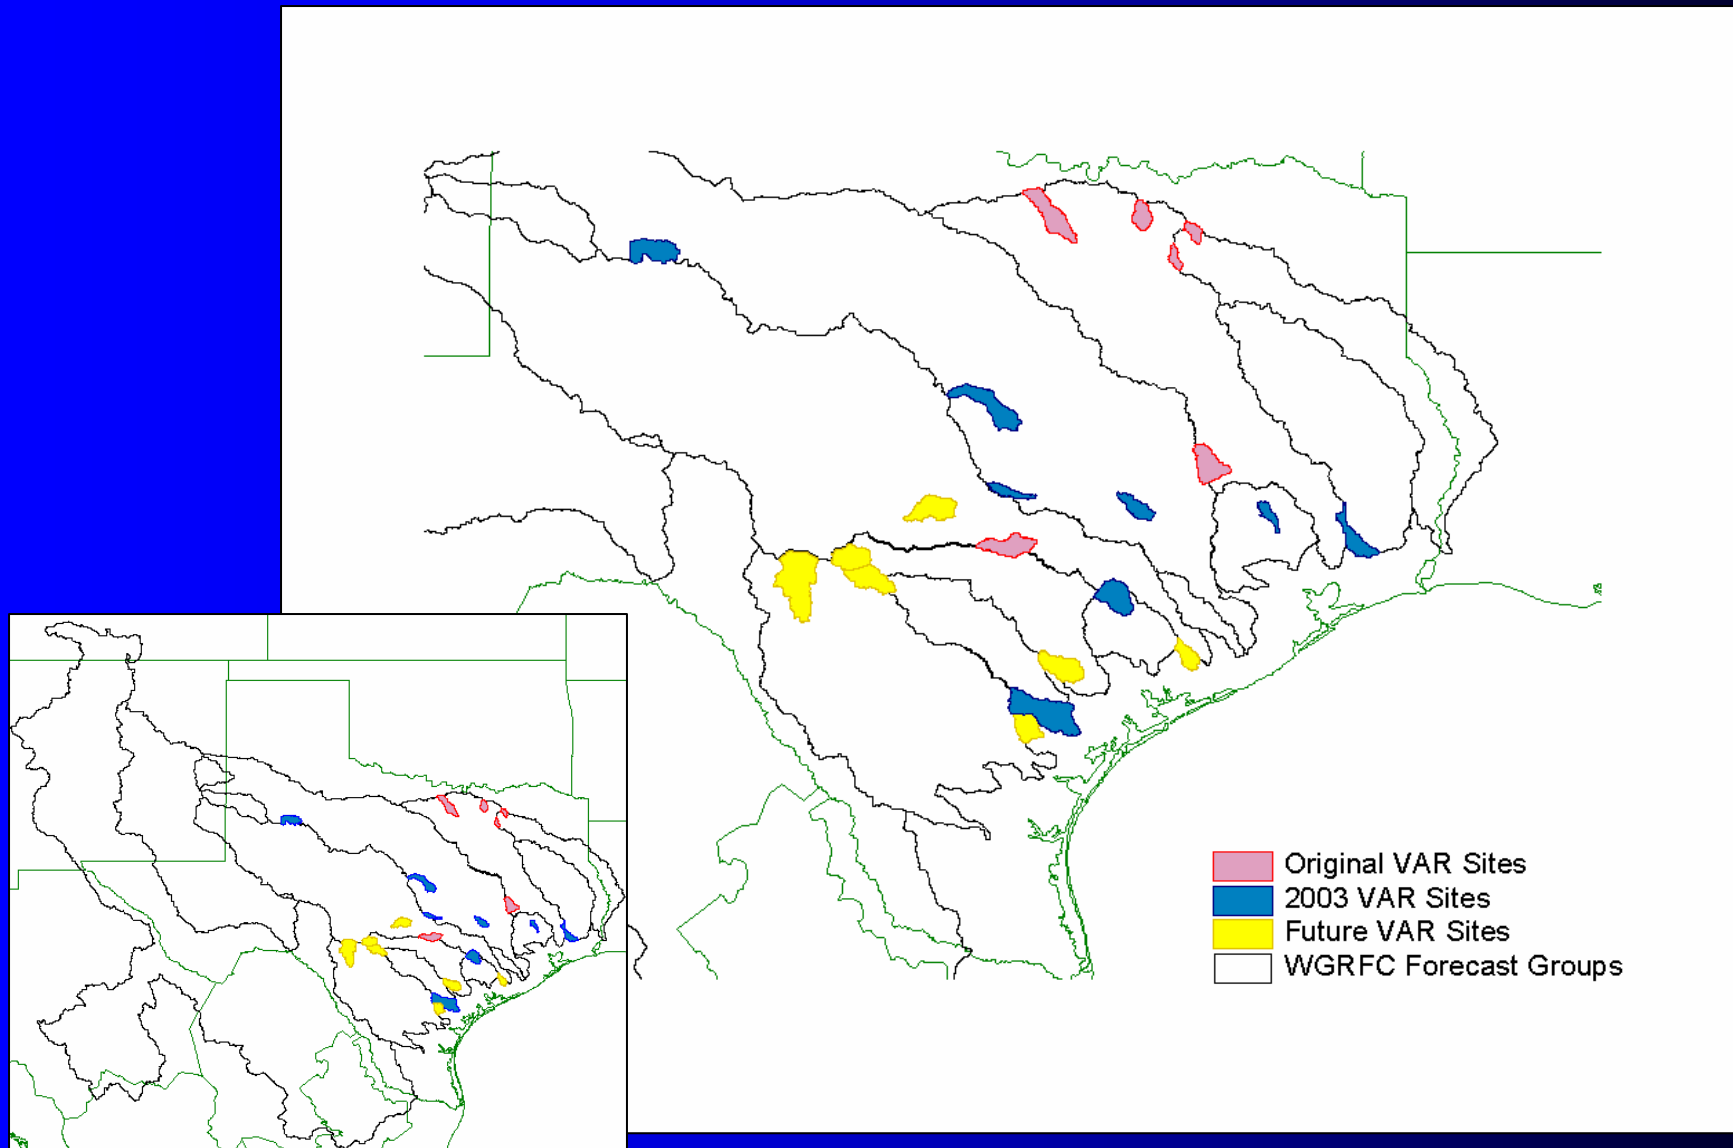 Original VAR Sites
2003 VAR Sites
Future VAR Sites
WGRFC Forecast Groups